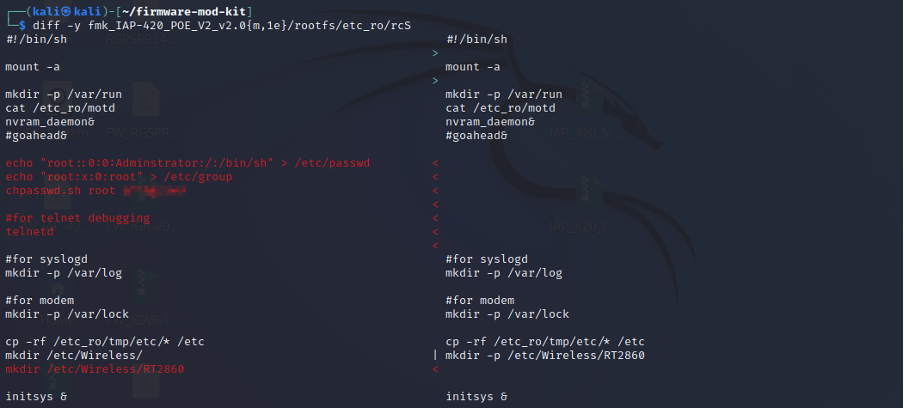 ┌──(kali㉿kali)-[~/firmware-mod-kit]
└─$ diff -y fmk_IAP-420_POE_V2_v2.0{m,1e}/rootfs/etc_ro/rcS
#!/bin/sh #!/bin/sh
>
mount -a mount -a
>
mkdir -p /var/run mkdir -p /var/run
cat /etc_ro/motd cat /etc_ro/motd
nvram_daemon& nvram_daemon&
#goahead& #goahead&
echo "root::0:0:Adminstrator:/:/bin/sh" > /etc/passwd <
echo "root:x:0:root" > /etc/group <
chpasswd.sh root <
<
#for telnet debugging <
telnetd <
<
#for syslogd #for syslogd
mkdir -p /var/log mkdir -p /var/log
#for modem #for modem
mkdir -p /var/lock mkdir -p /var/lock
cp -rf /etc_ro/tmp/etc/* /etc cp -rf /etc_ro/tmp/etc/* /etc
mkdir /etc/Wireless/ | mkdir -p /etc/Wireless/RT2860
mkdir /etc/Wireless/RT2860 <
initsys & initsys &